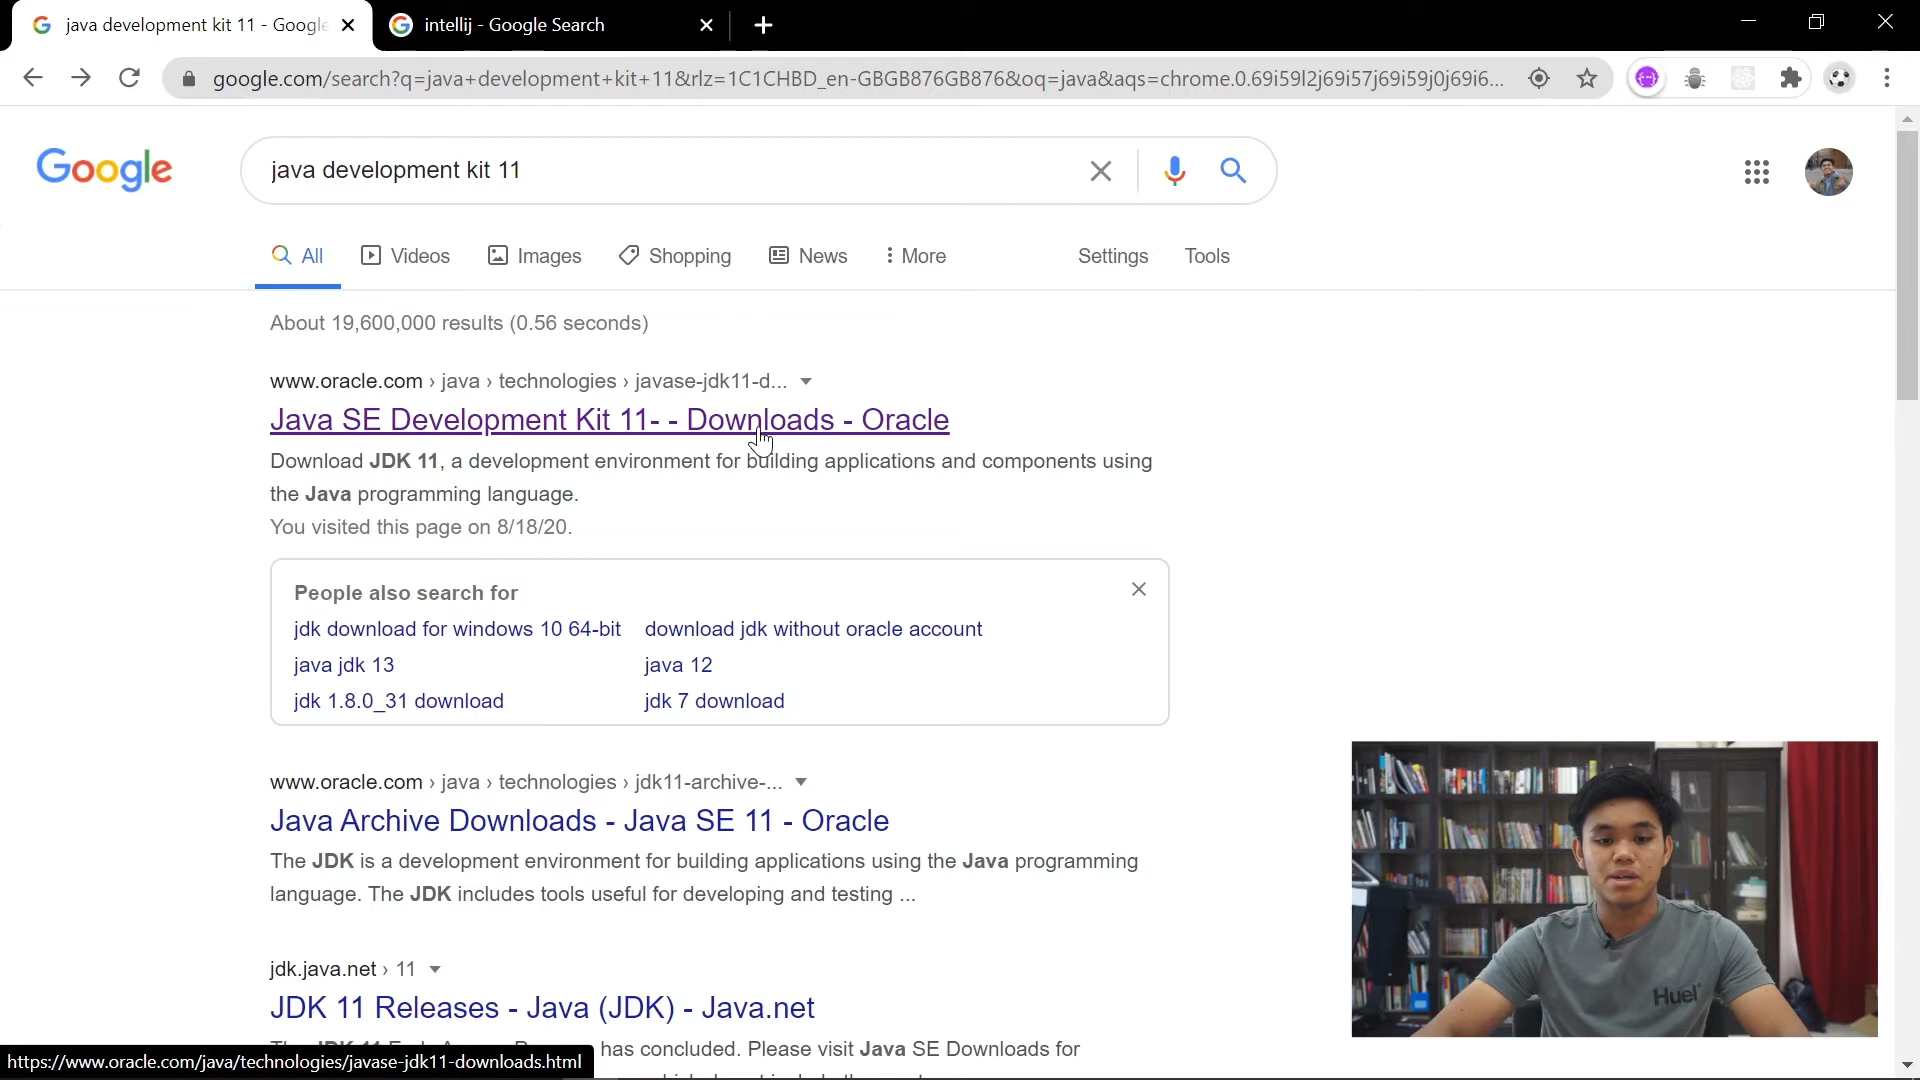 java development kit 11 - Google
intellij - Google Search
google.com/search?q=java+development+kit+11&rlz=1C1CHBD_en-GBGB876GB876&oq=java&aqs=chrome.0.69i59l2j69i57j69i59j0j69i6...
Google
java development kit 11
All
Videos
Images
Shopping
News
More
Settings
Tools
About 19,600,000 results (0.56 seconds)
www.oracle.com › java › technologies › javase-jdk11-d...
Java SE Development Kit 11- - Downloads - Oracle
Download JDK 11, a development environment for building applications and components using
the Java programming language.
You visited this page on 8/18/20.
People also search for
jdk download for windows 10 64-bit
download jdk without oracle account
java jdk 13
java 12
jdk 1.8.0_31 download
jdk 7 download
www.oracle.com › java › technologies › jdk11-archive-...
Java Archive Downloads - Java SE 11 - Oracle
The JDK is a development environment for building applications using the Java programming
language. The JDK includes tools useful for developing and testing ...
jdk.java.net › 11
JDK 11 Releases - Java (JDK) - Java.net
has concluded. Please visit Java SE Downloads for
https://www.oracle.com/java/technologies/javase-jdk11-downloads.html
Huel